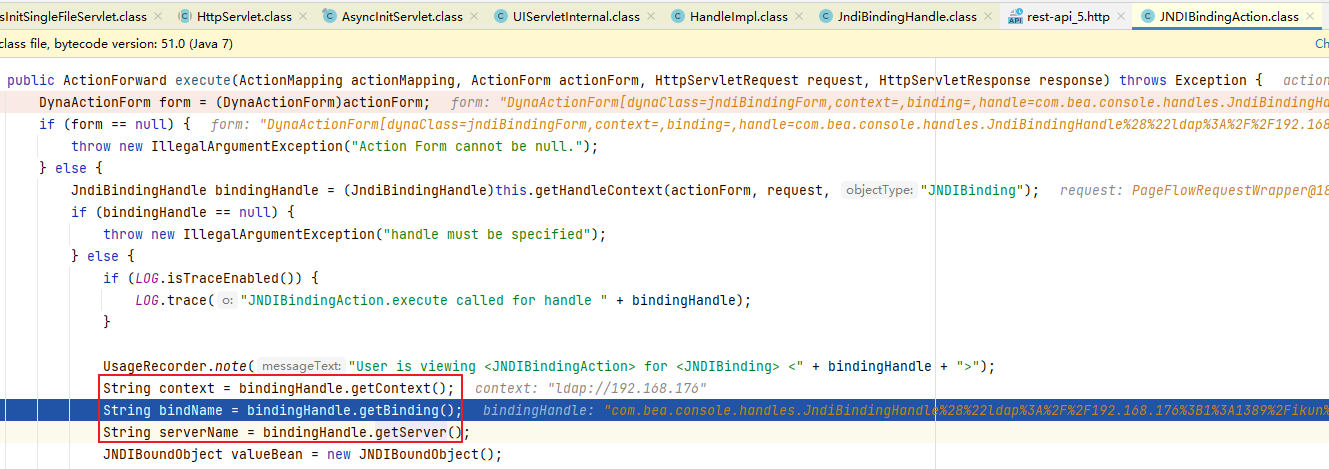 sInitSingleFileServlet.class HttpServlet.class AsyncInitServlet.class UIServletInternal.class HandleImpl.class JndiBindingHandle.class API rest-api_5.http JNDIBindingAction.class
class file, bytecode version: 51.0 (Java 7) Ch
public ActionForward execute(ActionMapping actionMapping, ActionForm actionForm, HttpServletRequest request, HttpServletResponse response) throws Exception { action
DynaActionForm form = (DynaActionForm)actionForm; form: "DynaActionForm[dynaClass=jndiBindingForm,context=,binding=,handle=com.bea.console.handles.JndiBindingHa
if (form == null) { form: "DynaActionForm[dynaClass=jndiBindingForm,context=,binding=,handle=com.bea.console.handles.JndiBindingHandle%28%22ldap%3A%2F%2F192.168
throw new IllegalArgumentException("Action Form cannot be null.");
} else {
JndiBindingHandle bindingHandle = (JndiBindingHandle)this.getHandleContext(actionForm, request, objectType: "JNDIBinding"); request: PageFlowRequestWrapper@18
if (bindingHandle == null) {
throw new IllegalArgumentException("handle must be specified");
} else {
if (LOG.isTraceEnabled()) {
LOG.trace( o: "JNDIBindingAction.execute called for handle " + bindingHandle);
}
UsageRecorder.note( messageText: "User is viewing <JNDIBindingAction> for <JNDIBinding> <" + bindingHandle + ">");
String context = bindingHandle.getContext(); context: "ldap://192.168.176"
String bindName = bindingHandle.getBinding(); bindingHandle: "com.bea.console.handles.JndiBindingHandle%28%22ldap%3A%2F%2F192.168.176%3B1%3A1389%2Fikun%
String serverName = bindingHandle.getServer();
JNDIBoundObject valueBean = new JNDIBoundObject();